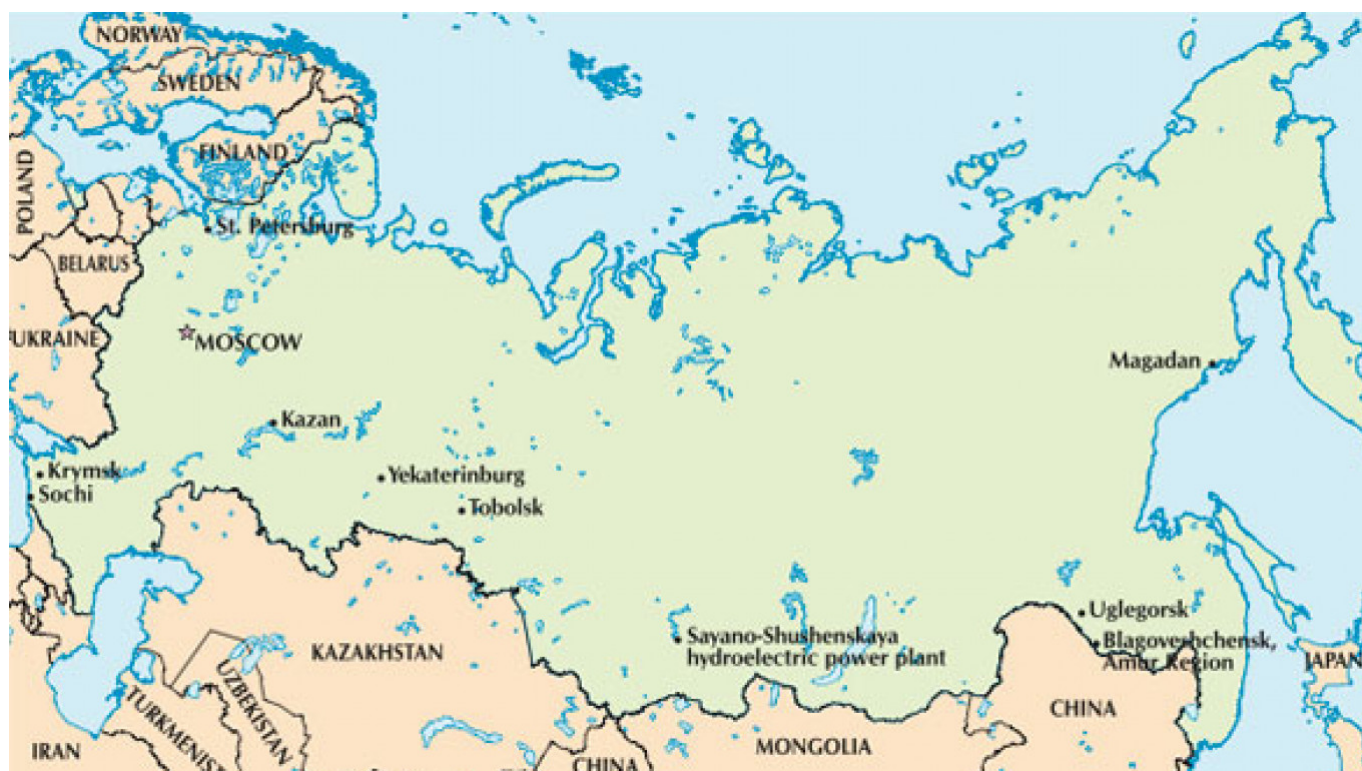 NORWAY
SWEDEN
FINLAND
POLAND
St. Petersburg
BELARUS
UKRAINE
MOSCOW
Magadan
Kazan
Krymsk
Sochi
Yekaterinburg
Tobolsk
Uglegorsk
Sayano-Shushenskaya
hydroelectric power plant
Blagoveshchensk,
Amur Region
KAZAKHSTAN
UZBEKISTAN
TURKMENIST
JAPAN
CHINA
IRAN
MONGOLIA
CHINA